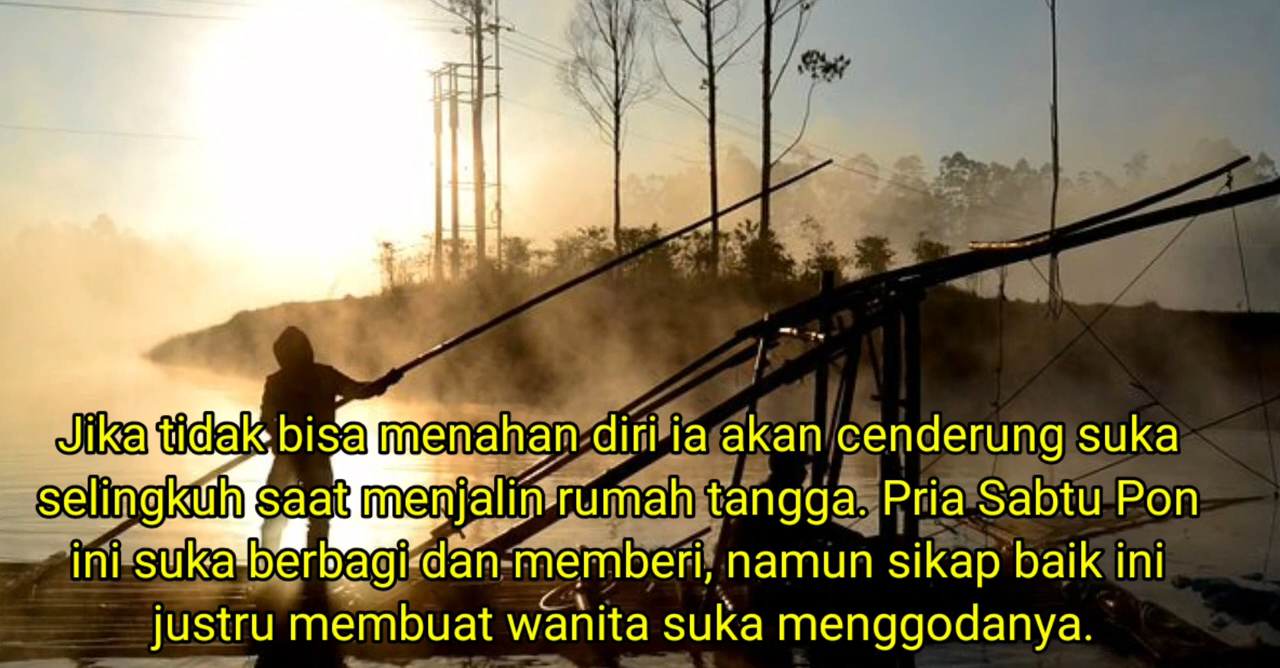 Jika tidak bisa menahan diri ia akan cenderung suka
selingkuh saat menjalin rumah tangga. Pria Sabtu Pon
ini suka berbagi dan memberi, namun sikap baik ini
justru membuat wanita suka menggodanya.